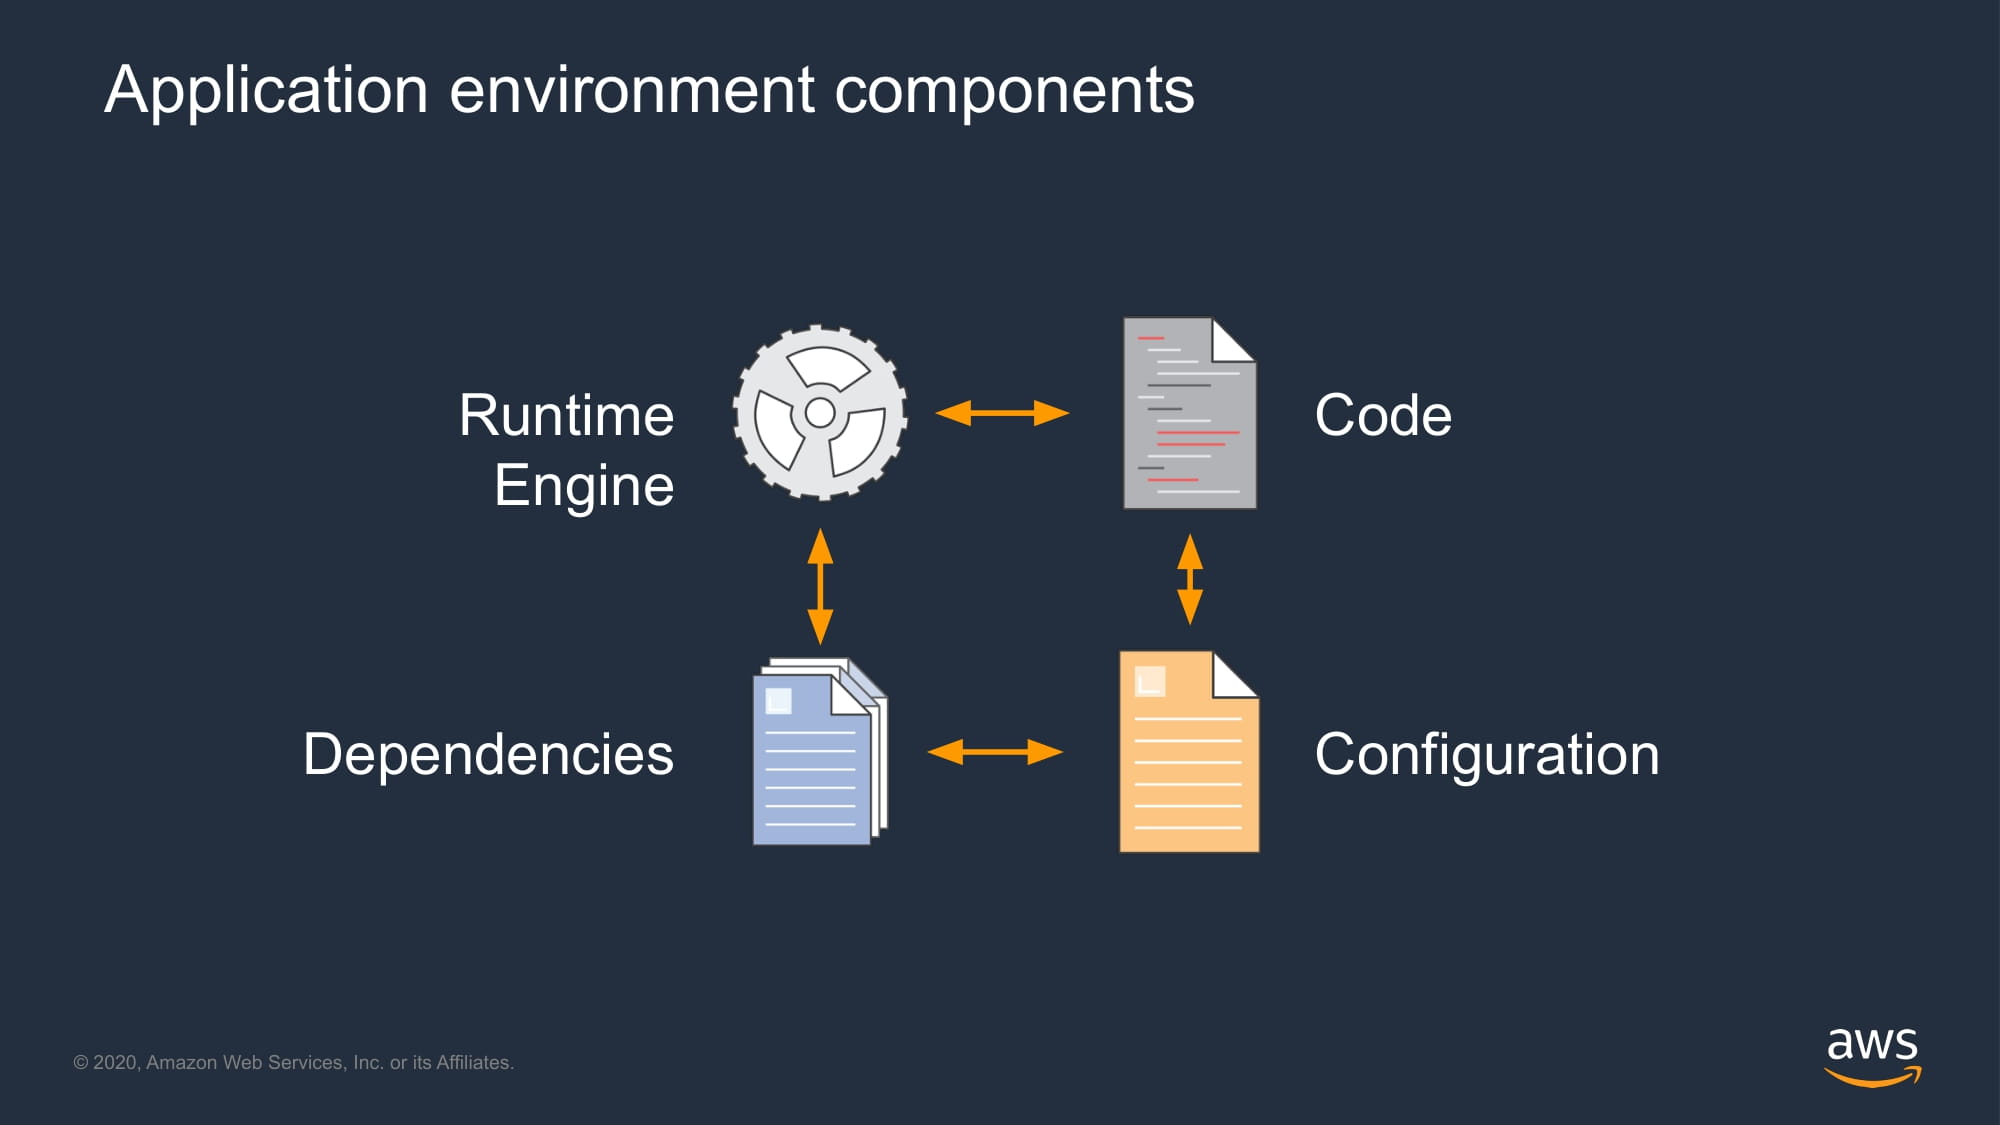 Application environment components
Runtime
Engine
Code
Dependencies
Configuration
© 2020, Amazon Web Services, Inc. or its Affiliates.
aws